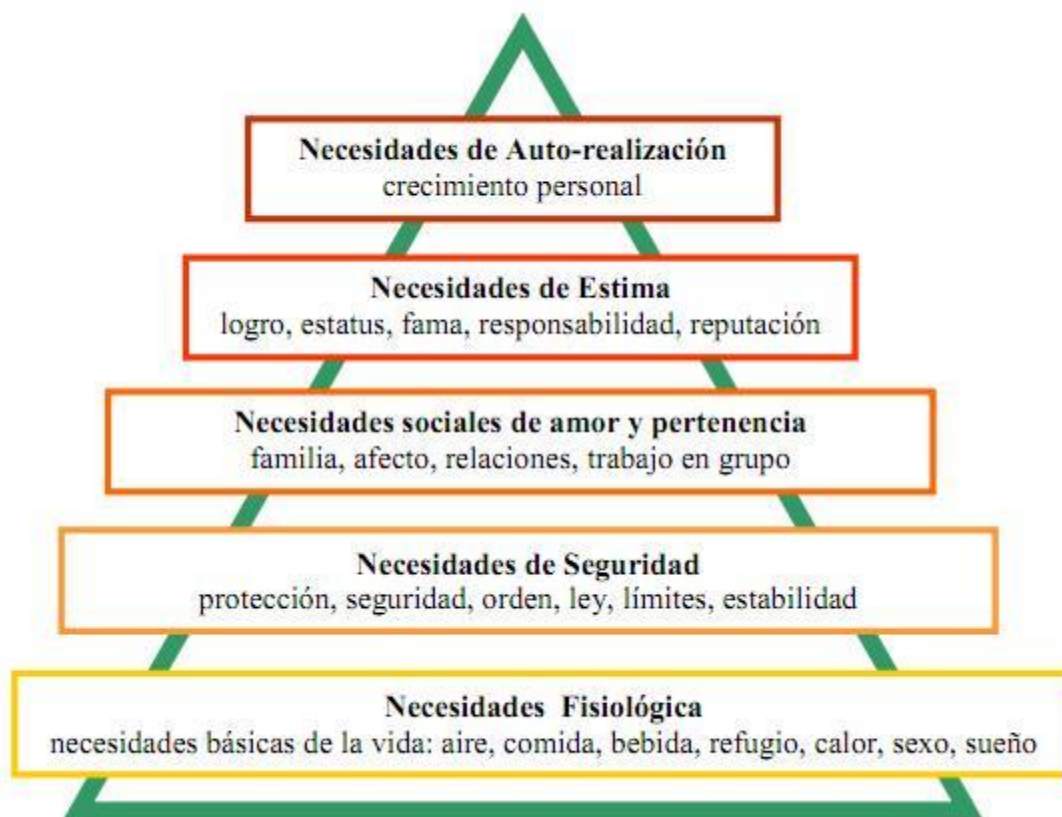 Necesidades de Auto-realización
crecimiento personal
Necesidades de Estima
logro, estatus, fama, responsabilidad, reputación
Necesidades sociales de amor y pertenencia
familia, afecto, relaciones, trabajo en grupo
Necesidades de Seguridad
protección, seguridad, orden, ley, límites, estabilidad
Necesidades Fisiológica
necesidades básicas de la vida: aire, comida, bebida, refugio, calor, sexo, sueño